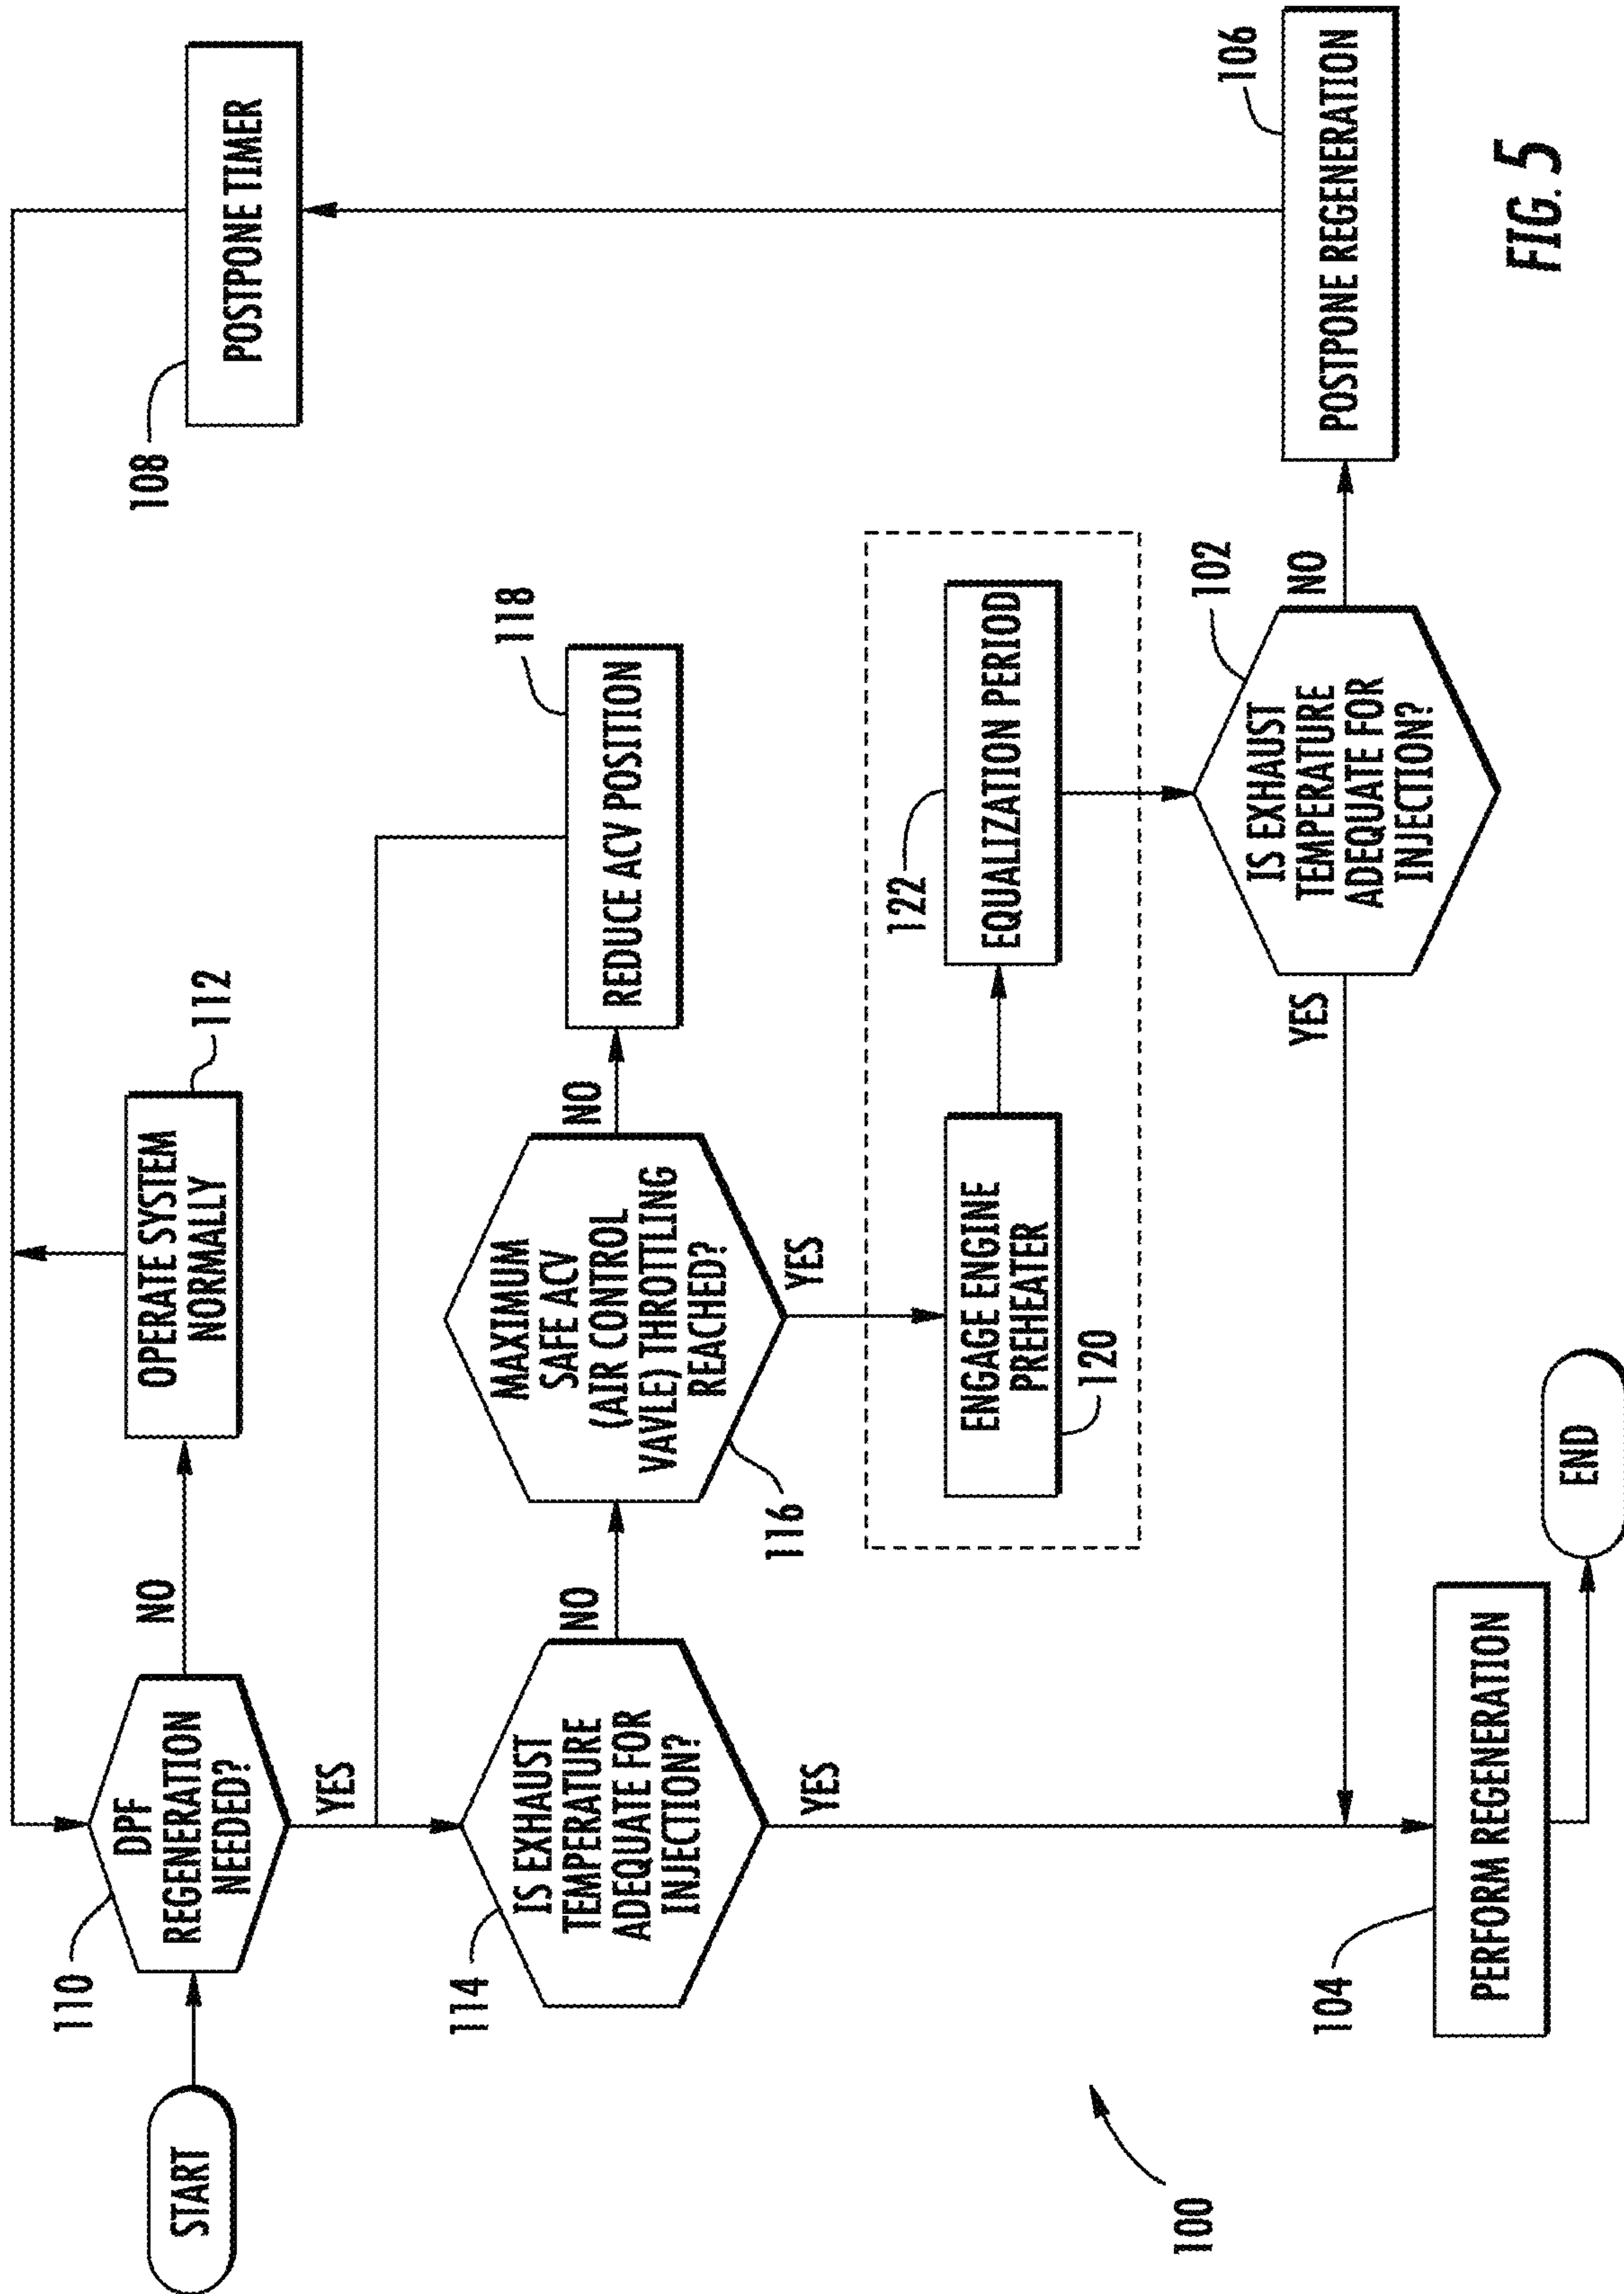 START
110
DPF
REGENERATION
NEEDED?
NO
OPERATE SYSTEM
NORMALLY
112
108
POSTPONE TIMER
YES
114
IS EXHAUST
TEMPERATURE
ADEQUATE FOR
INJECTION?
NO
MAXIMUM
SAFE ACV
(AIR CONTROL
VAVLE) THROTTLING
REACHED?
116
NO
REDUCE ACV POSITION
118
YES
YES
ENGAGE ENGINE
PREHEATER
120
122
EQUALIZATION PERIOD
IS EXHAUST
TEMPERATURE
ADEQUATE FOR
INJECTION?
102
YES
NO
POSTPONE REGENERATION
106
104
PERFORM REGENERATION
END
100
FIG. 5